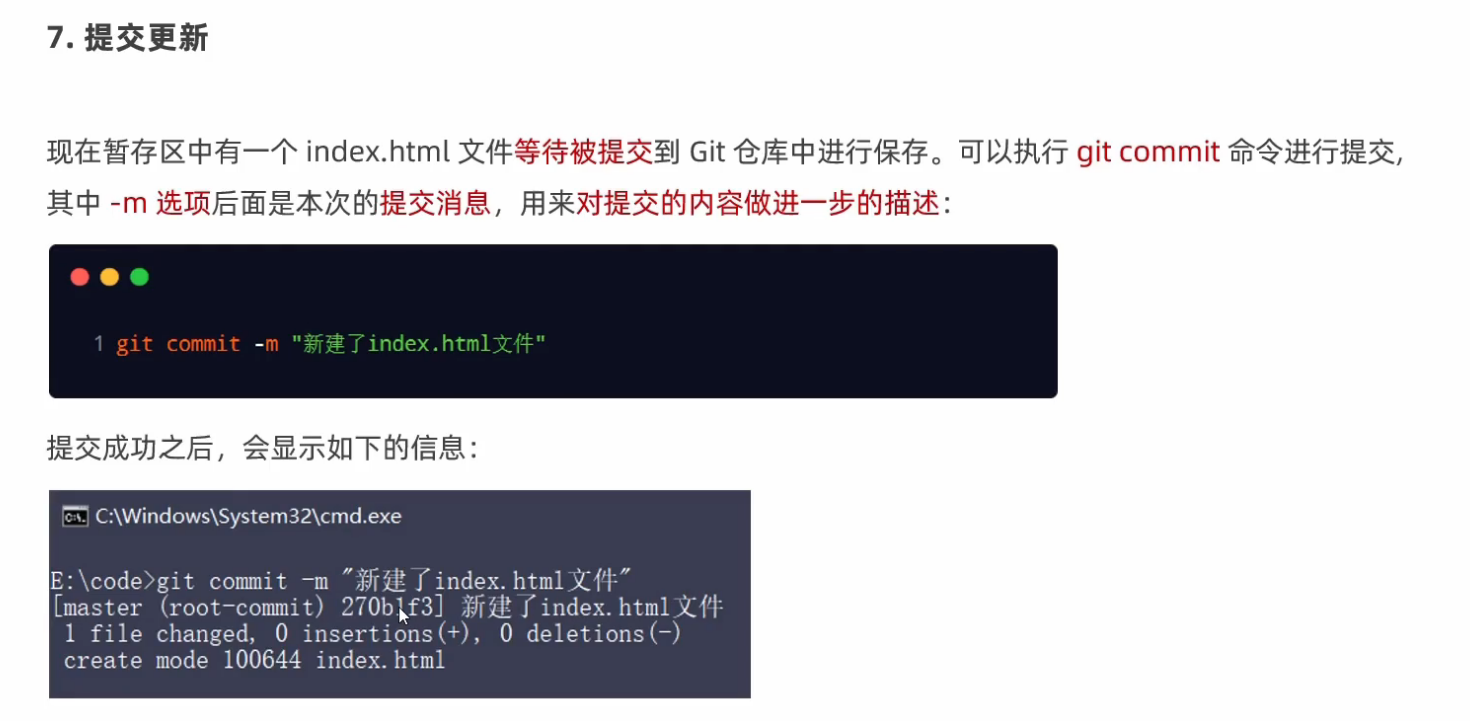 7. 提交更新
现在暂存区中有一个 index.html 文件等待被提交到 Git 仓库中进行保存。可以执行 git commit 命令进行提交,
其中 -m 选项后面是本次的提交消息，用来对提交的内容做进一步的描述：
1 git commit -m "新建了index.html文件"
提交成功之后，会显示如下的信息：
C:\Windows\System32\cmd.exe
E:\code>git commit -m "新建了index.html文件"
[master (root-commit) 270b1f3] 新建了index.html文件
1 file changed, 0 insertions(+), 0 deletions(-)
create mode 100644 index.html